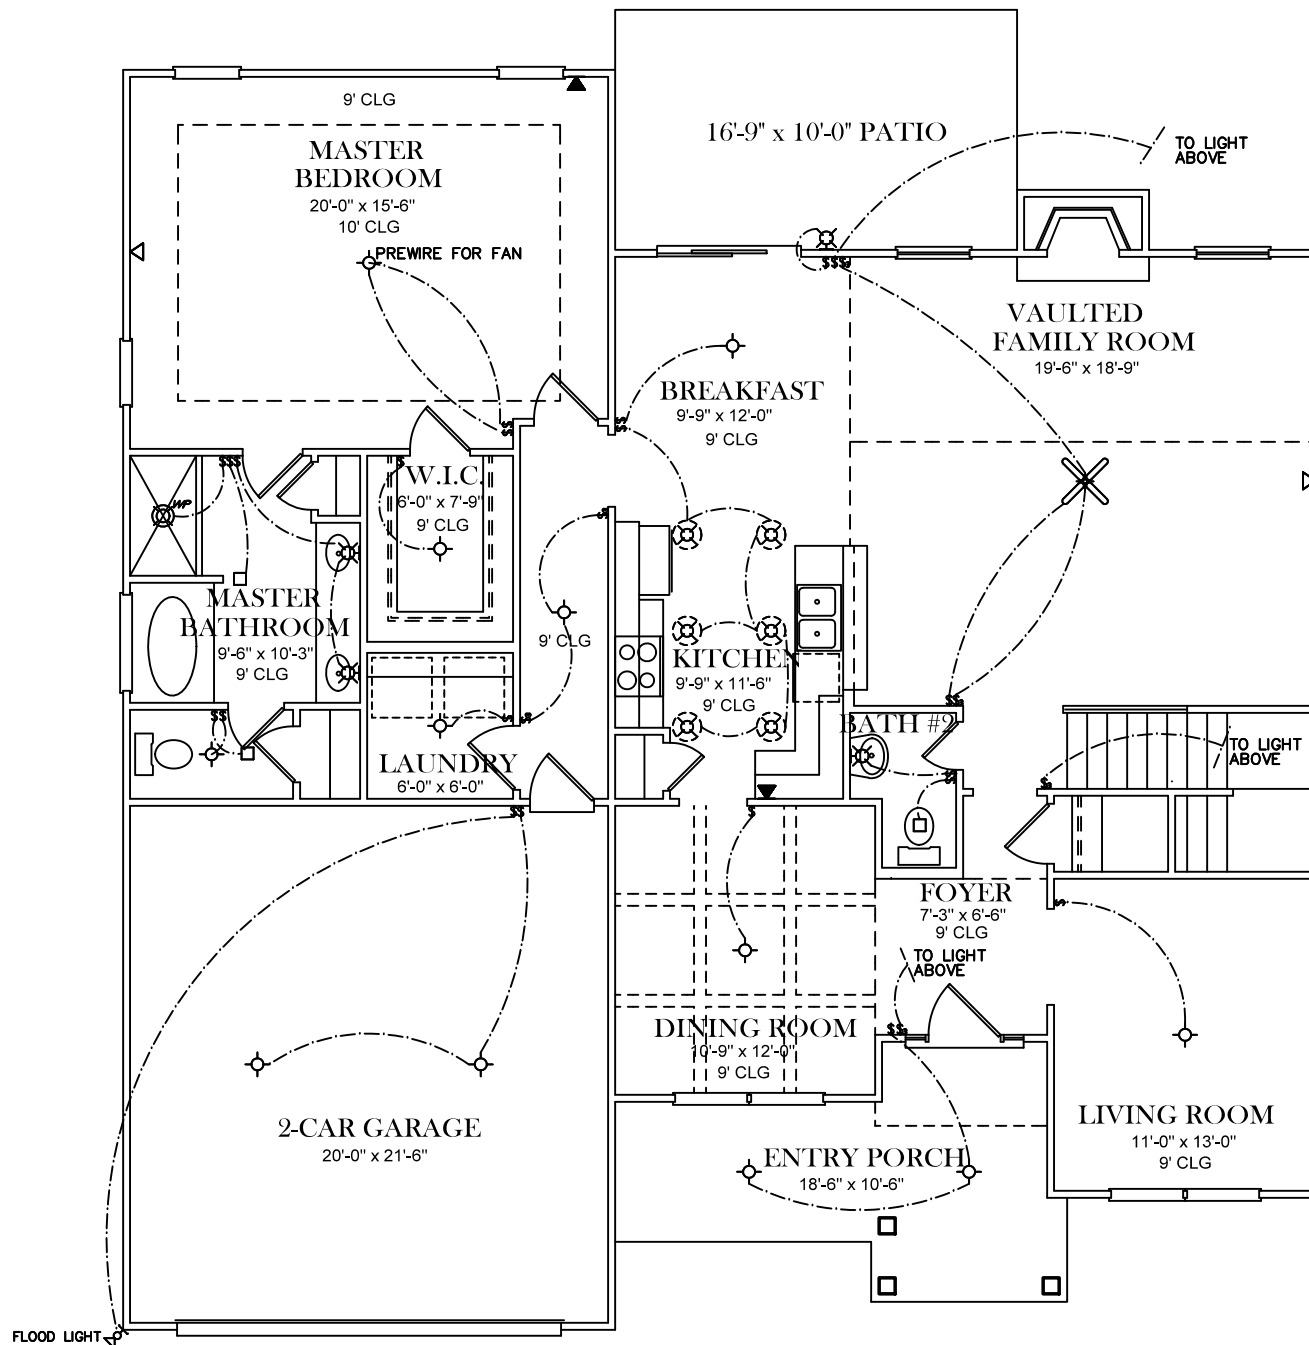 9' CLG
MASTER
BEDROOM
20'-0" x 15'-6"
10' CLG
PREWIRE FOR FAN
16'-9" x 10'-0" PATIO
TO LIGHT
ABOVE
VAULTED
FAMILY ROOM
19'-6" x 18'-9"
BREAKFAST
9'-9" x 12'-0"
9' CLG
W.I.C.
6'-0" x 7'-9"
9' CLG
WP
MASTER
BATHROOM
9'-6" x 10'-3"
9' CLG
9' CLG
KITCHEN
9'-9" x 11'-6"
9' CLG
LAUNDRY
6'-0" x 6'-0"
BATH #2
TO LIGHT
ABOVE
FOYER
7'-3" x 6'-6"
9' CLG
TO LIGHT
ABOVE
DINING ROOM
10'-9" x 12'-0"
9' CLG
2-CAR GARAGE
20'-0" x 21'-6"
ENTRY PORCH
18'-6" x 10'-6"
LIVING ROOM
11'-0" x 13'-0"
9' CLG
FLOOD LIGHT